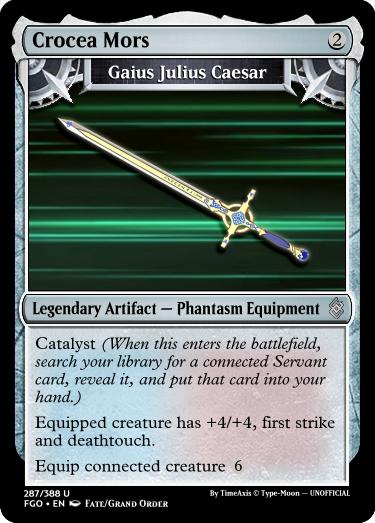 Crocea Mors 2
Gaius Julius Caesar
Legendary Artifact — Phantasm Equipment
Catalyst (When this enters the battlefield,
search your library for a connected Servant
card, reveal it, and put that card into your
hand.)
Equipped creature has +4/+4, first strike
and deathtouch.
Equip connected creature 6
287/388 U
FGO • EN Fate/Grand Order
By TimeAxis © Type-Moon — UNOFFICIAL